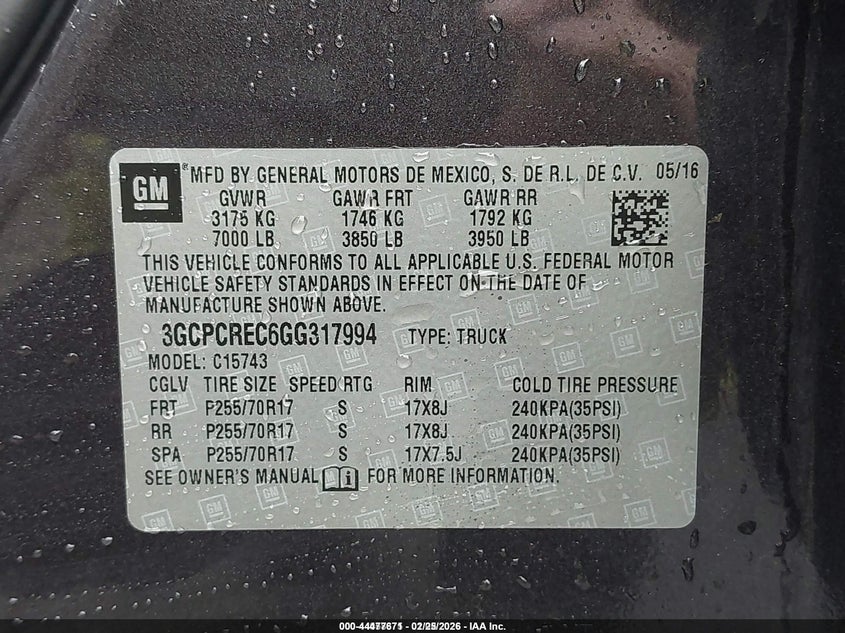 GM
® MFD BY GENERAL MOTORS DE MEXICO, S. DE R.L. DE C.V. 05/16
GVWR GAWR FRT GAWR RR
3175 KG 1746 KG 1792 KG
7000 LB 3850 LB 3950 LB
THIS VEHICLE CONFORMS TO ALL APPLICABLE U.S. FEDERAL MOTOR
VEHICLE SAFETY STANDARDS IN EFFECT ON THE DATE OF
MANUFACTURE SHOWN ABOVE.
3GCPCREC6GG317994 TYPE: TRUCK
MODEL: C15743
CGLV TIRE SIZE SPEED RTG RIM COLD TIRE PRESSURE
FRT P255/70R17 S 17X8J 240KPA(35PSI)
RR P255/70R17 S 17X8J 240KPA(35PSI)
SPA P255/70R17 S 17X7.5J 240KPA(35PSI)
SEE OWNER'S MANUAL FOR MORE INFORMATION.
- IAA Inc.